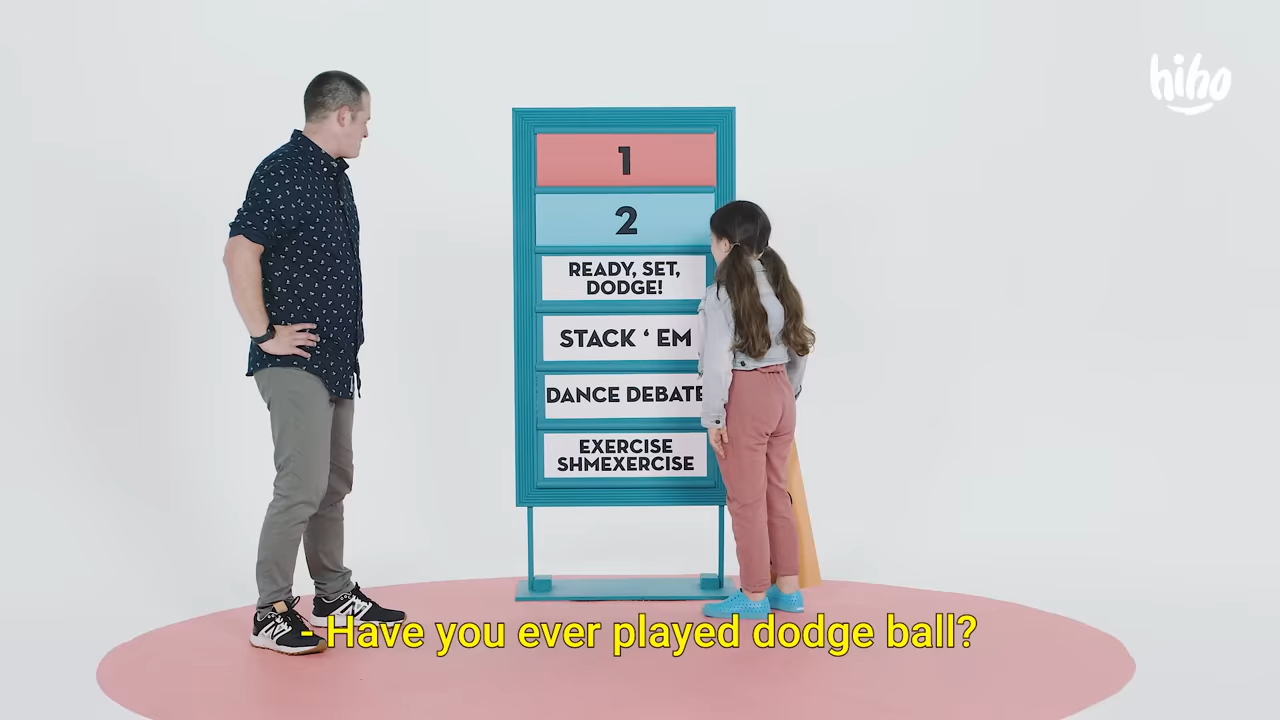 hiho
1
2
READY, SET,
DODGE!
STACK ‘ EM
DANCE DEBATE
EXERCISE
SHMEXERCISE
- Have you ever played dodge ball?